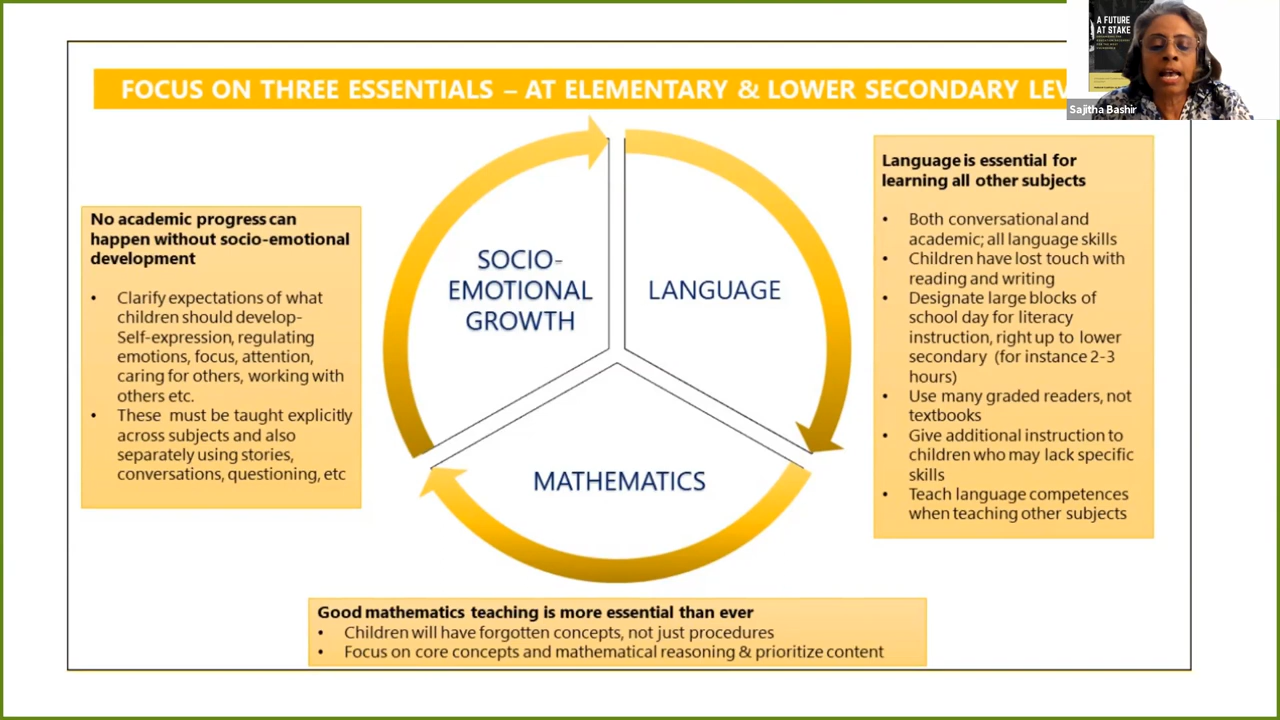 FOCUS ON THREE ESSENTIALS – AT ELEMENTARY & LOWER SECONDARY
A FUTURE
AT STAKE
Sajitha Bashir
No academic progress can
happen without socio-emotional
development
• Clarify expectations of what
children should develop-
Self-expression, regulating
emotions, focus, attention,
caring for others, working with
others etc.
• These must be taught explicitly
across subjects and also
separately using stories,
conversations, questioning, etc
SOCIO-
EMOTIONAL
GROWTH
LANGUAGE
MATHEMATICS
Language is essential for
learning all other subjects
• Both conversational and
academic; all language skills
• Children have lost touch with
reading and writing
• Designate large blocks of
school day for literacy
instruction, right up to lower
secondary (for instance 2-3
hours)
• Use many graded readers, not
textbooks
• Give additional instruction to
children who may lack specific
skills
• Teach language competences
when teaching other subjects
Good mathematics teaching is more essential than ever
• Children will have forgotten concepts, not just procedures
• Focus on core concepts and mathematical reasoning & prioritize content